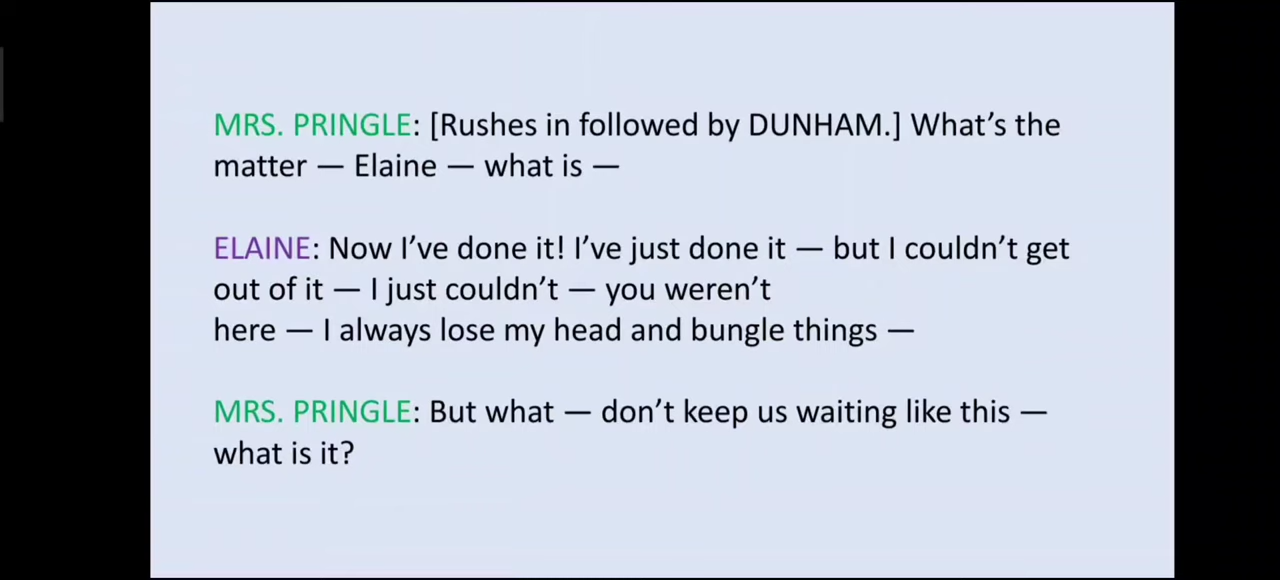 MRS. PRINGLE: [Rushes in followed by DUNHAM.] What’s the
matter — Elaine — what is —
ELAINE: Now I’ve done it! I’ve just done it — but I couldn’t get
out of it — I just couldn’t — you weren’t
here — I always lose my head and bungle things —
MRS. PRINGLE: But what — don’t keep us waiting like this —
what is it?